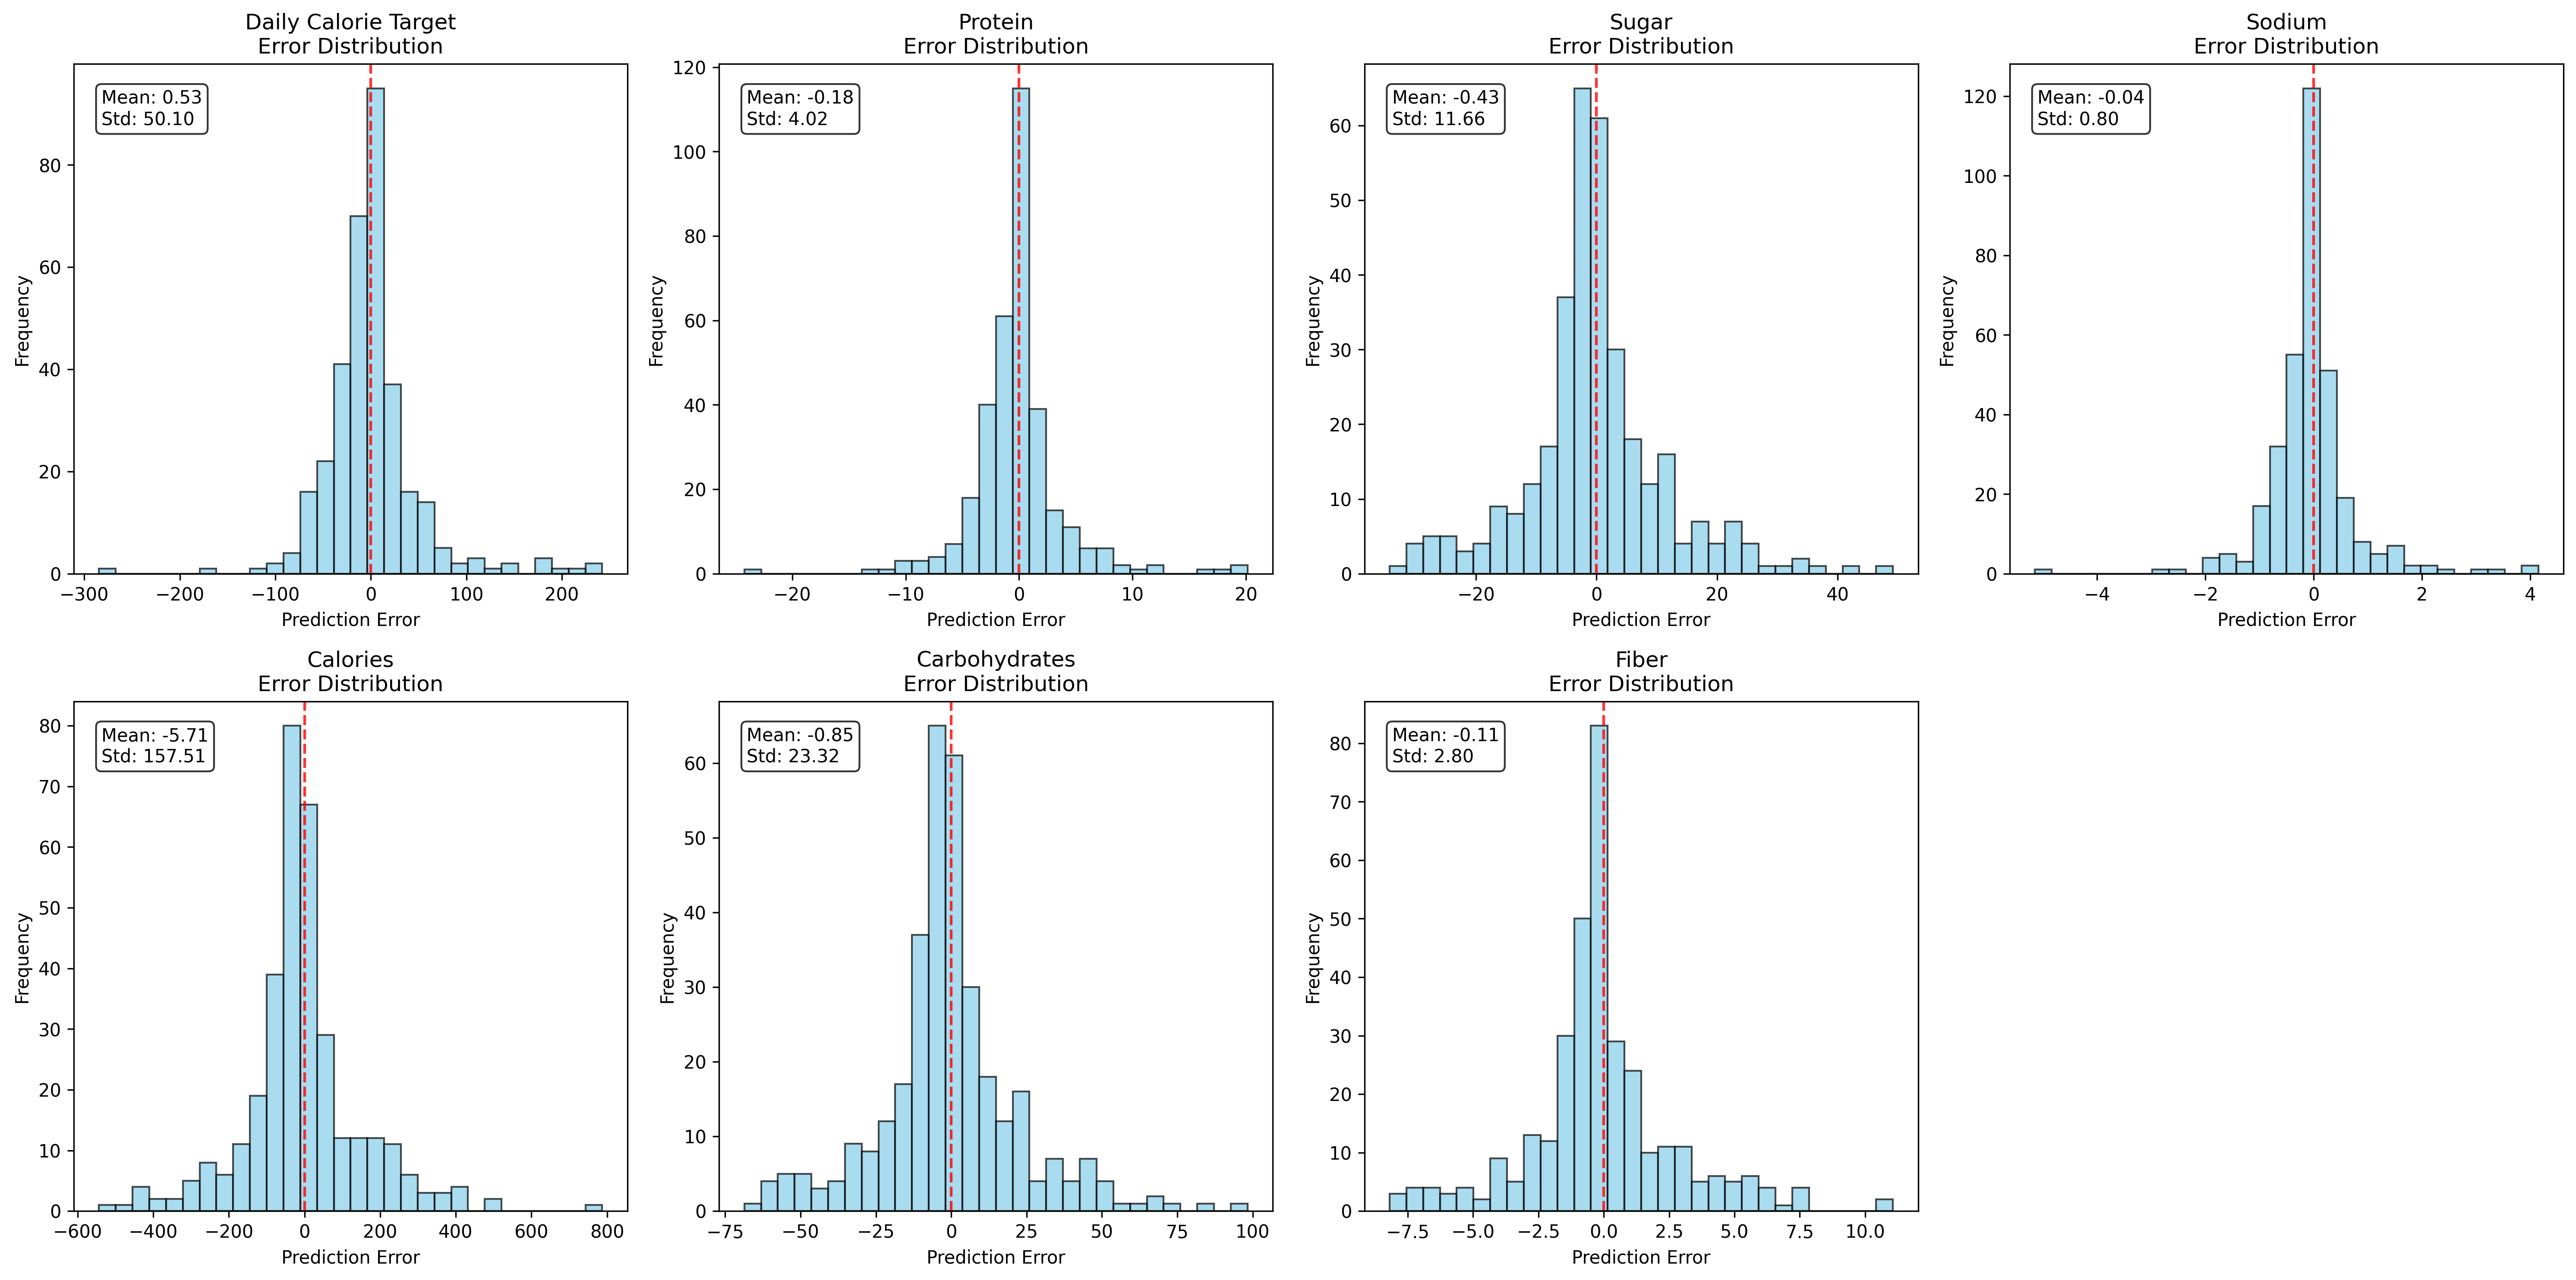 Daily Calorie Target
Error Distribution
Mean: 0.53
Std: 50.10
Frequency
0
20
40
60
80
−300
−200
−100
0
100
200
Prediction Error
Protein
Error Distribution
Mean: -0.18
Std: 4.02
Frequency
0
20
40
60
80
100
120
−20
−10
0
10
20
Prediction Error
Sugar
Error Distribution
Mean: -0.43
Std: 11.66
Frequency
0
10
20
30
40
50
60
−20
0
20
40
Prediction Error
Sodium
Error Distribution
Mean: -0.04
Std: 0.80
Frequency
0
20
40
60
80
100
120
−4
−2
0
2
4
Prediction Error
Calories
Error Distribution
Mean: -5.71
Std: 157.51
Frequency
0
10
20
30
40
50
60
70
80
−600
−400
−200
0
200
400
600
800
Prediction Error
Carbohydrates
Error Distribution
Mean: -0.85
Std: 23.32
Frequency
0
10
20
30
40
50
60
−75
−50
−25
0
25
50
75
100
Prediction Error
Fiber
Error Distribution
Mean: -0.11
Std: 2.80
Frequency
0
10
20
30
40
50
60
70
80
−7.5
−5.0
−2.5
0.0
2.5
5.0
7.5
10.0
Prediction Error